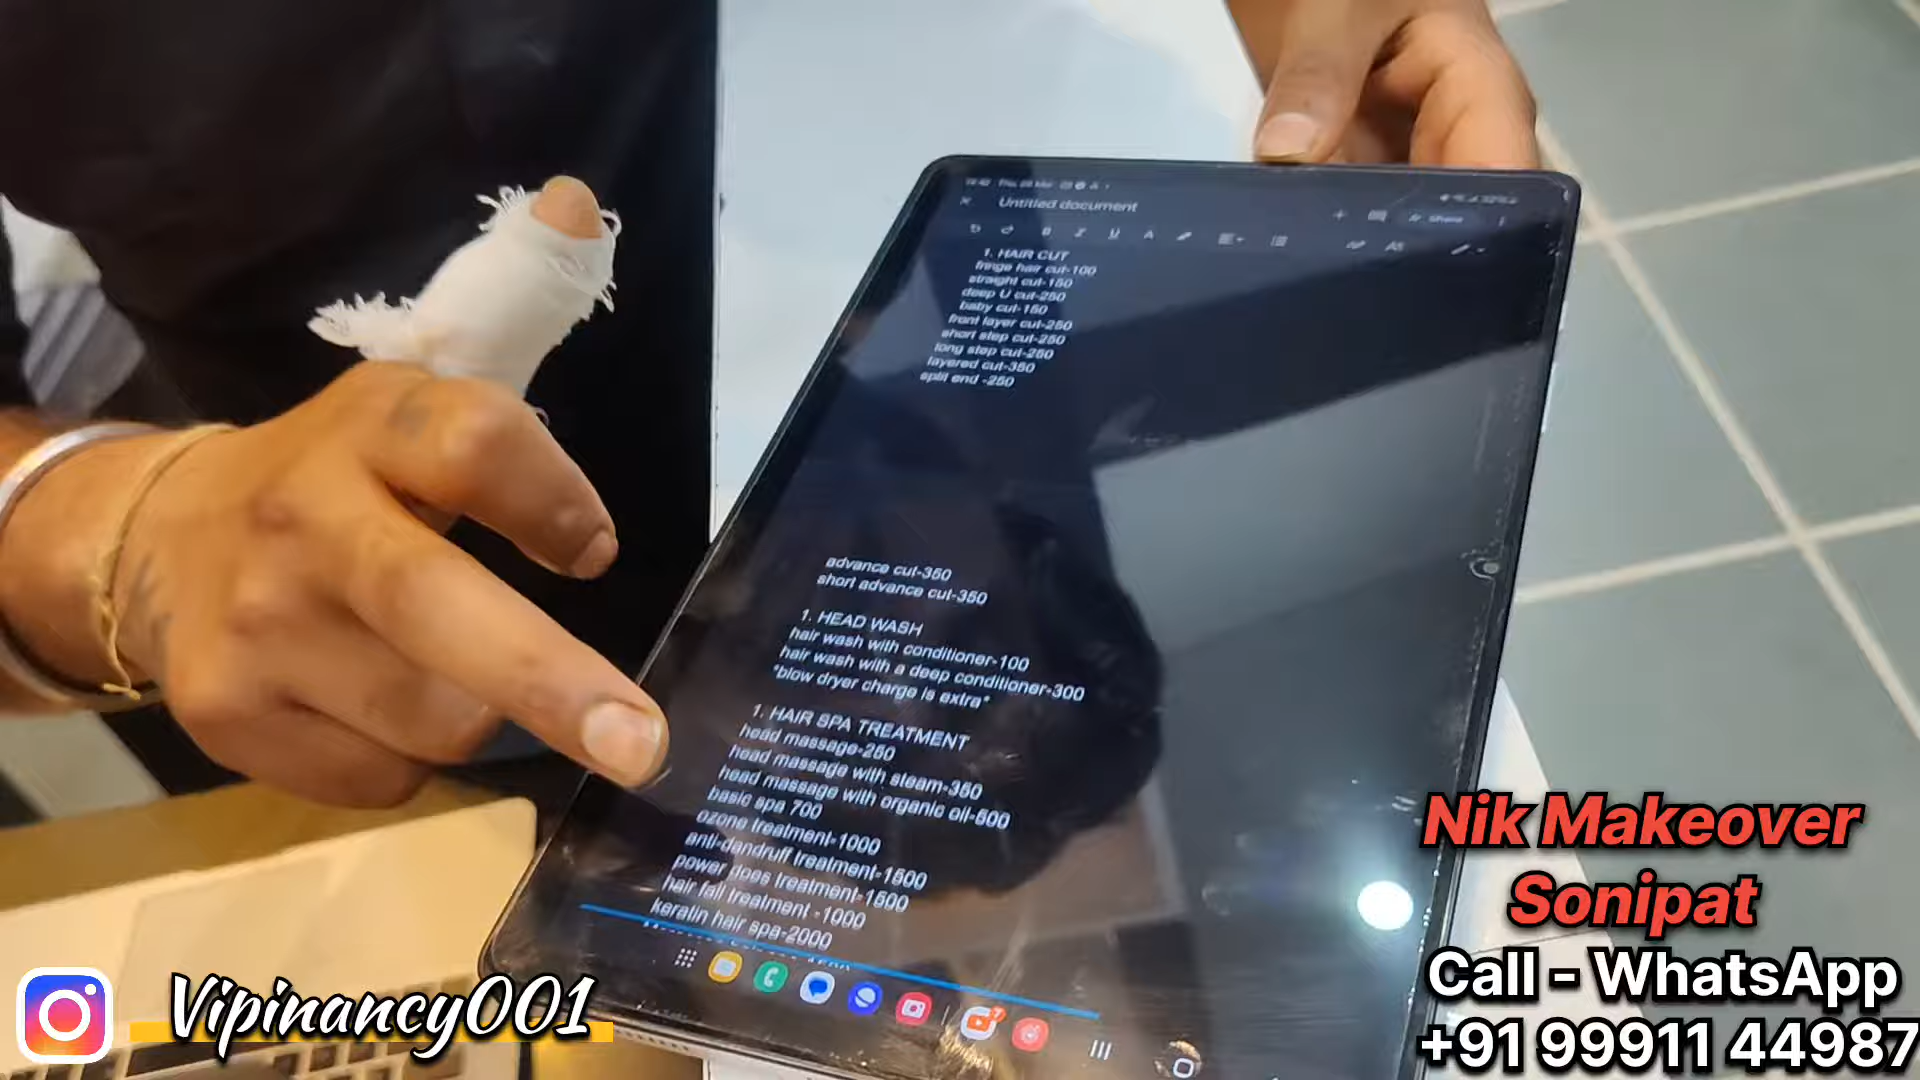 Untitled document
Share
1. HAIR CUT
fringe hair cut-100
straight cut-150
deep U cut-250
baby cut-150
front layer cut-250
short step cut-250
long step cut-250
layered cut-350
split end -250
advance cut-350
short advance cut-350
1. HEAD WASH
hair wash with conditioner-100
hair wash with a deep conditioner-300
*blow dryer charge is extra*
1. HAIR SPA TREATMENT
head massage-250
head massage with steam-350
head massage with organic oil-500
basic spa 700
ozone treatment-1000
anti-dandruff treatment-1500
power does treatment-1500
hair fall treatment -1000
keratin hair spa-2000
Nik Makeover
Sonipat
Call - WhatsApp
+91 99911 44987
Vipinancy001